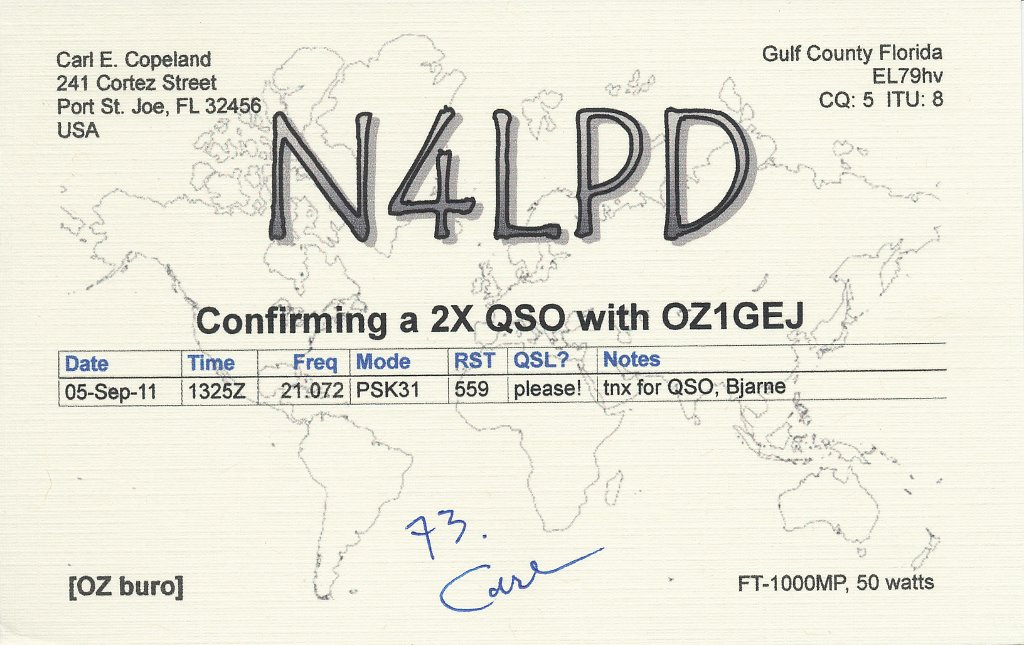 Carl E. Copeland
241 Cortez Street
Port St. Joe, FL 32456
USA
Gulf County Florida
EL79hv
CQ: 5 ITU: 8
N4LPD
Confirming a 2X QSO with OZ1GEJ
Date Time Freq Mode RST QSL? Notes
05-Sep-11 1325Z 21.072 PSK31 559 please! tnx for QSO, Bjarne
73.
Carl
[OZ buro]
FT-1000MP, 50 watts